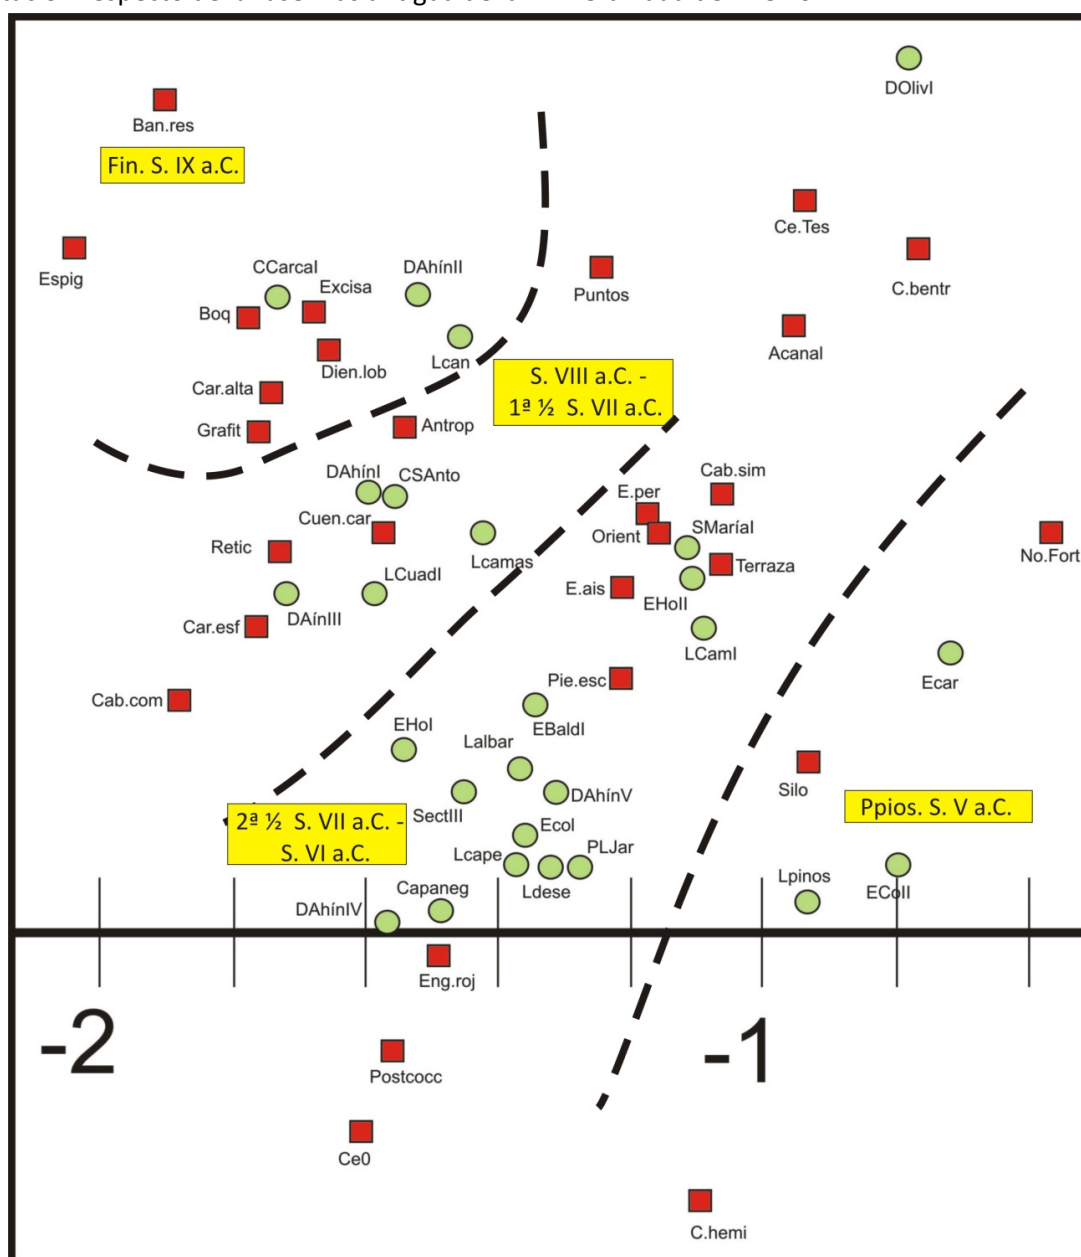 DOlivI
Ban.res
Fin. S. IX a.C.
Ce.Tes
Espig
CCarcal
Excisa
DAhínII
Puntos
C.bentr
Boq
Acanal
Lcan
Dien.lob
Car.alta
S. VIII a.C. -
1ª ½ S. VII a.C.
Grafit
Antrop
DAhínI
CSAnto
Cab.sim
E.per
Cuen.car
Orient
SMaríaI
Retic
Lcamas
Terraza
No.Fort
LCuadI
E.ais
EHoII
DAínIII
Car.esf
LCamI
Cab.com
Pie.esc
Ecar
EHoI
EBaldI
Lalbar
Silo
SectIII
DAhínV
Ppios. S. V a.C.
2ª ½ S. VII a.C. -
S. VI a.C.
EcoI
Lcape
PLJar
Ldese
Lpinos
ECoII
Capaneg
DAhínIV
Eng.roj
-2
-1
Postcocc
Ce0
C.hemi